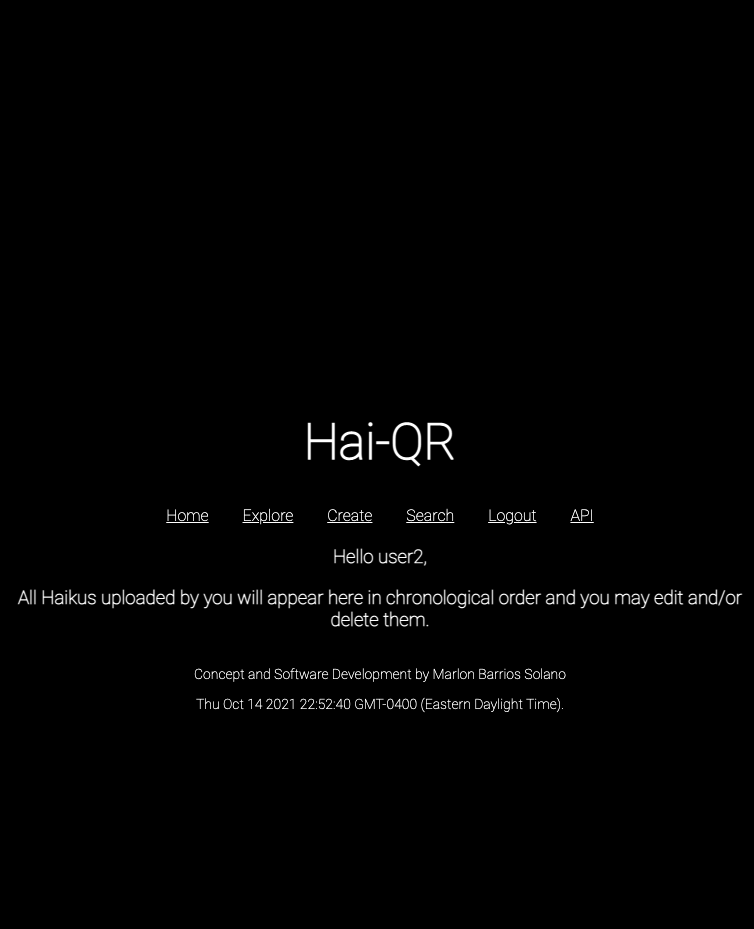 Hai-QR
Home Explore Create Search Logout API
Hello user2,
All Haikus uploaded by you will appear here in chronological order and you may edit and/or
delete them.
Concept and Software Development by Marlon Barrios Solano
Thu Oct 14 2021 22:52:40 GMT-0400 (Eastern Daylight Time).